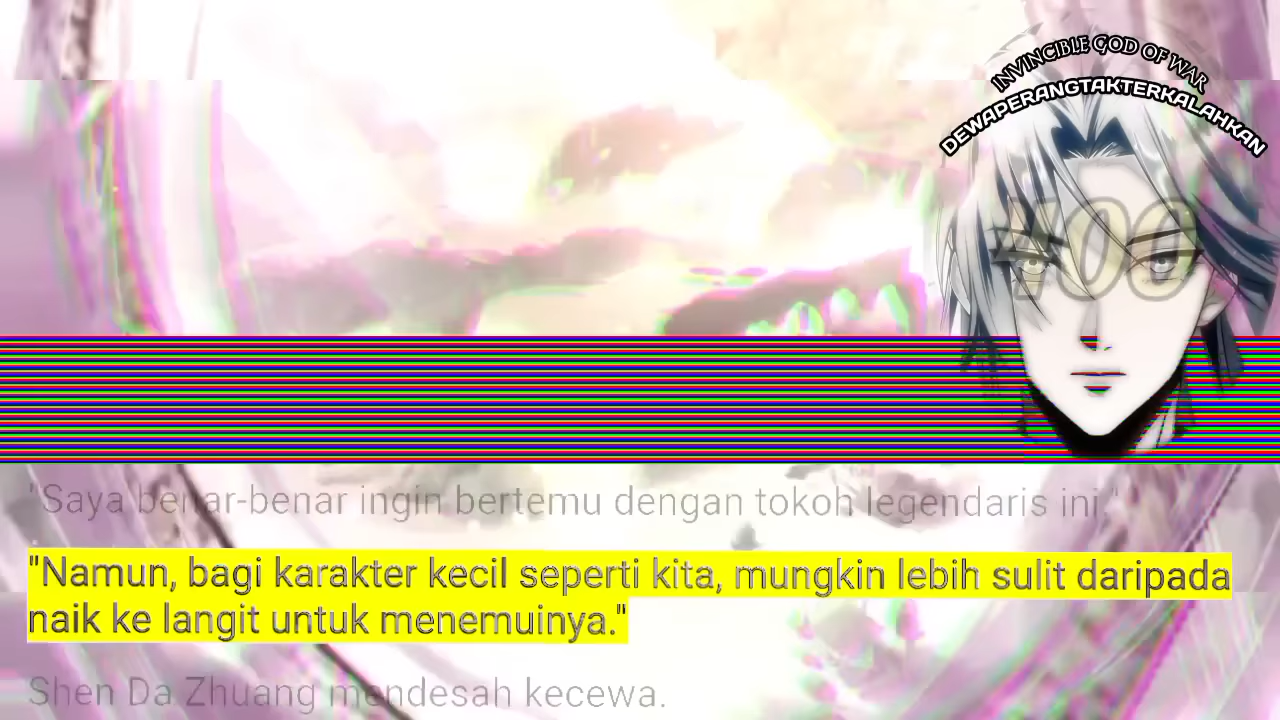 INVINCIBLE GOD OF WAR
DEWAPERANGTAKTERKALAHKAN
"Saya benar-benar ingin bertemu dengan tokoh legendaris ini."
"Namun, bagi karakter kecil seperti kita, mungkin lebih sulit daripada
naik ke langit untuk menemuinya."
Shen Da Zhuang mendesah kecewa.